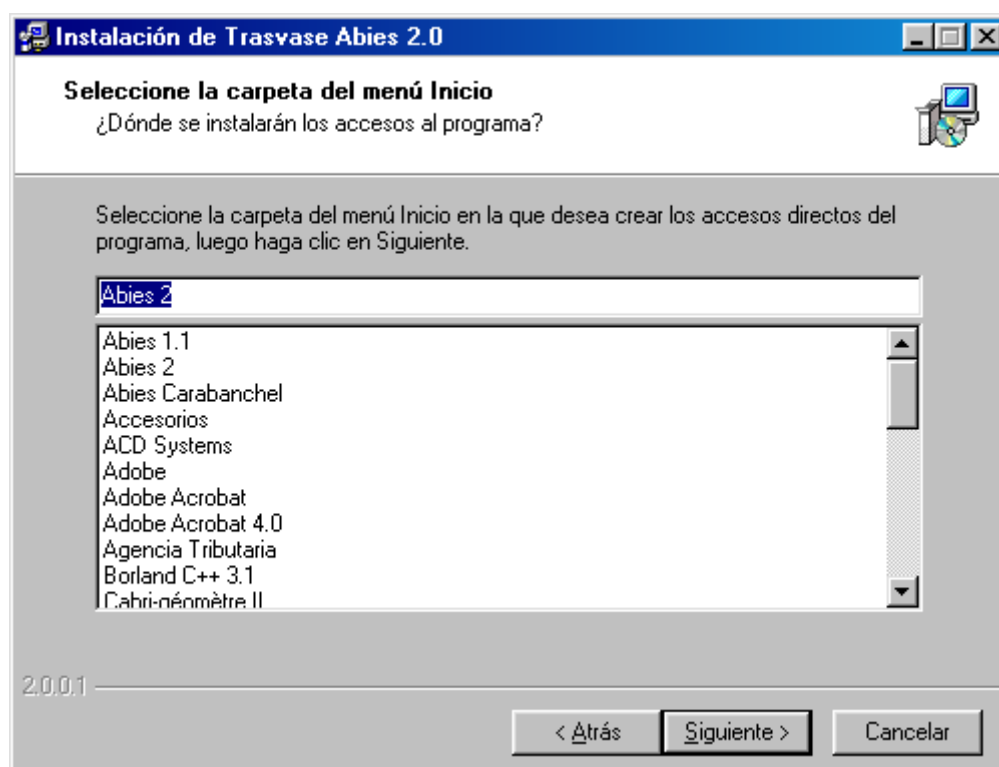 Instalación de Trasvase Abies 2.0
Seleccione la carpeta del menú Inicio
¿Dónde se instalarán los accesos al programa?
Seleccione la carpeta del menú Inicio en la que desea crear los accesos directos del
programa, luego haga clic en Siguiente.
Abies 2
Abies 1.1
Abies 2
Abies Carabanchel
Accesorios
ACD Systems
Adobe
Adobe Acrobat
Adobe Acrobat 4.0
Agencia Tributaria
Borland C++ 3.1
Cabri-géomètre II
2.0.0.1
< Atrás
Siguiente >
Cancelar